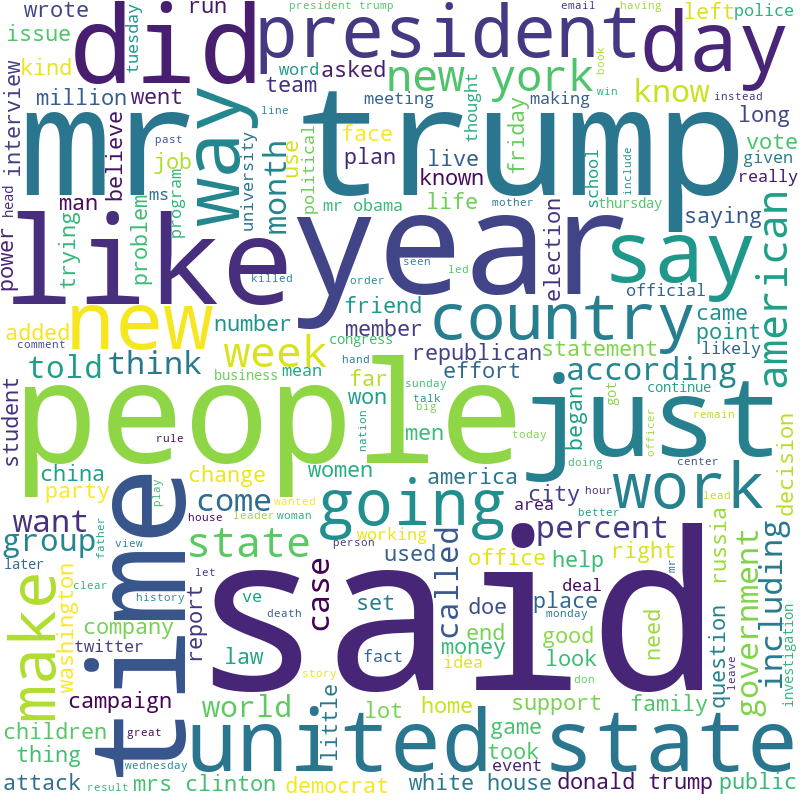 wrote
run
president trump
email
having
left
police
issue
tuesday
did
president
day
kind
word
asked
new york
know
book
win
instead
interview
million
went
team
meeting
making
line
thought
long
mr trump
way
past
believe
job
ms
program
university
month
use
face
plan
political
live
known
friday
school
include
vote
given
really
power
head
man
trying
problem
mr obama
life
mother
thursday
saying
like
year
say
election
american
killed
seen
order
led
official
added
new
number
friend
member
country
came
point
comment
week
congress
republican
statement
likely
told
think
business
mean
hand
far
sunday
talk
big
effort
according
continue
got
student
people
won
nation
just
began
today
officer
remain
rule
men
doing
center
decision
china
party
play
change
women
america
city
hour
work
lead
come
wanted
going
area
better
want
father
house
leader
woman
percent
group
time
state
person
working
called
used
office
help
right
russia
mr
government
including
later
view
said
let
case
deal
make
clear
ve
death
set
doe
place
monday
need
question
investigation
washington
history
report
law
fact
money
end
good
look
idea
company
twitter
story
don
leave
campaign
world
little
lot
home
support
family
children
great
united state
game
thing
took
wednesday
event
attack
result
mrs clinton
democrat
white house
donald trump
public